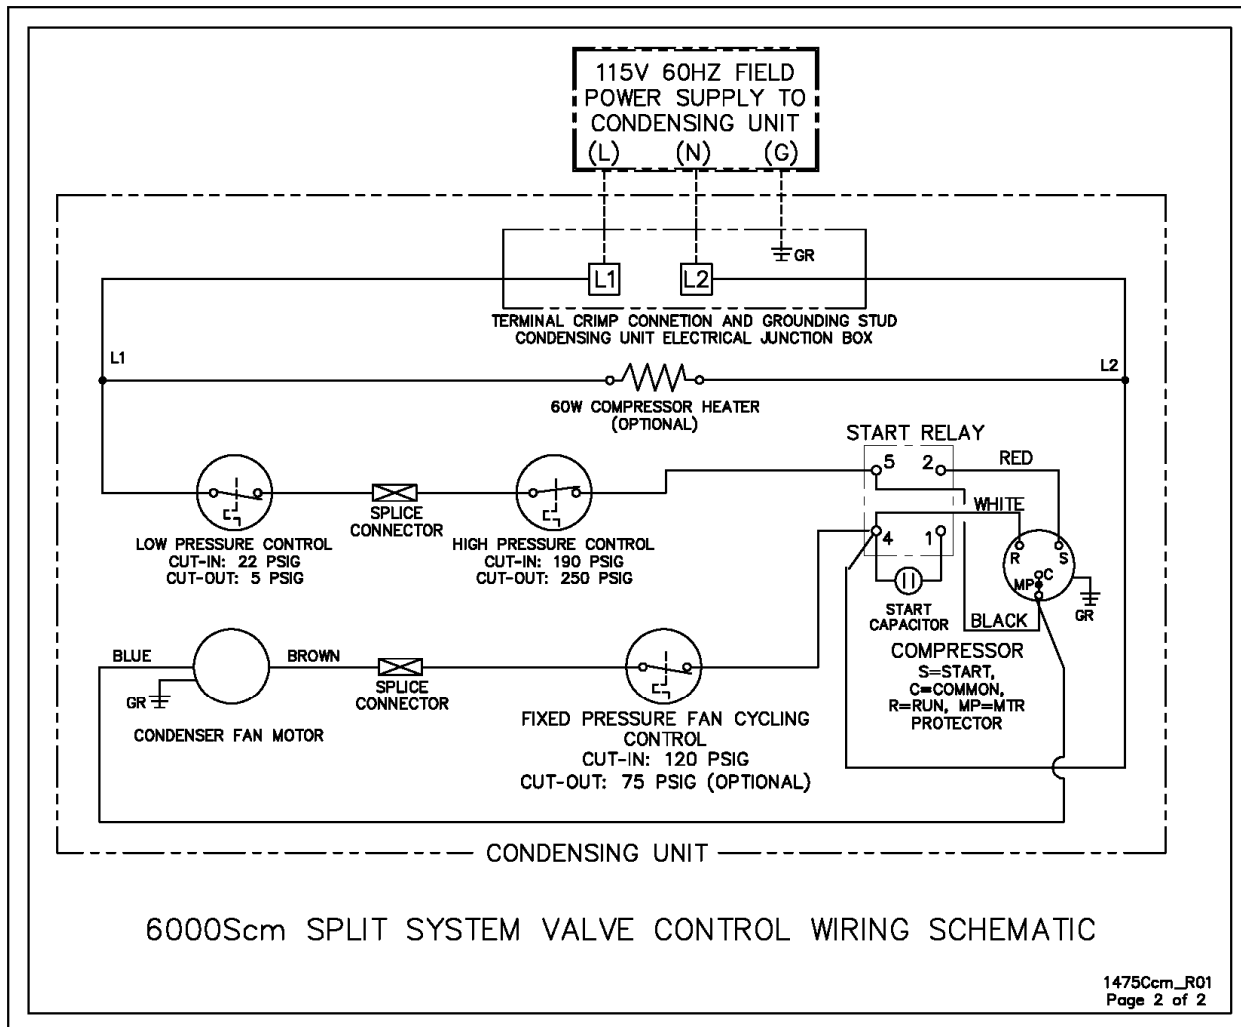 115V 60HZ FIELD
POWER SUPPLY TO
CONDENSING UNIT
(L) (N) (G)
GR
L1 L2
TERMINAL CRIMP CONNETION AND GROUNDING STUD
CONDENSING UNIT ELECTRICAL JUNCTION BOX
L1
L2
60W COMPRESSOR HEATER
(OPTIONAL)
START RELAY
5 2
RED
WHITE
4 1
SPLICE
CONNECTOR
LOW PRESSURE CONTROL
CUT-IN: 22 PSIG
CUT-OUT: 5 PSIG
HIGH PRESSURE CONTROL
CUT-IN: 190 PSIG
CUT-OUT: 250 PSIG
R S
C
MP
GR
START
CAPACITOR
BLACK
COMPRESSOR
S=START,
C=COMMON,
R=RUN, MP=MTR
PROTECTOR
BLUE
BROWN
GR
SPLICE
CONNECTOR
CONDENSER FAN MOTOR
FIXED PRESSURE FAN CYCLING
CONTROL
CUT-IN: 120 PSIG
CUT-OUT: 75 PSIG (OPTIONAL)
CONDENSING UNIT
6000Scm SPLIT SYSTEM VALVE CONTROL WIRING SCHEMATIC
1475Ccm_R01
Page 2 of 2